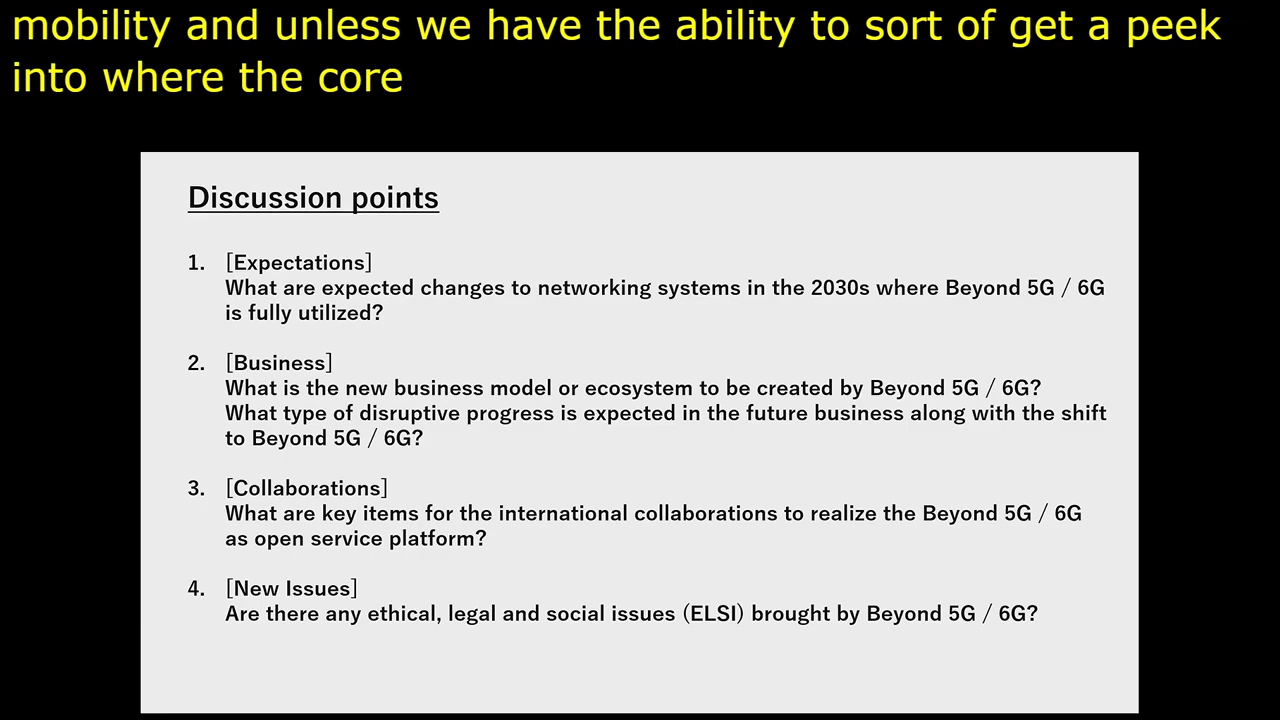 mobility and unless we have the ability to sort of get a peek
into where the core
Discussion points
1. [Expectations]
What are expected changes to networking systems in the 2030s where Beyond 5G / 6G
is fully utilized?
2. [Business]
What is the new business model or ecosystem to be created by Beyond 5G / 6G?
What type of disruptive progress is expected in the future business along with the shift
to Beyond 5G / 6G?
3. [Collaborations]
What are key items for the international collaborations to realize the Beyond 5G / 6G
as open service platform?
4. [New Issues]
Are there any ethical, legal and social issues (ELSI) brought by Beyond 5G / 6G?